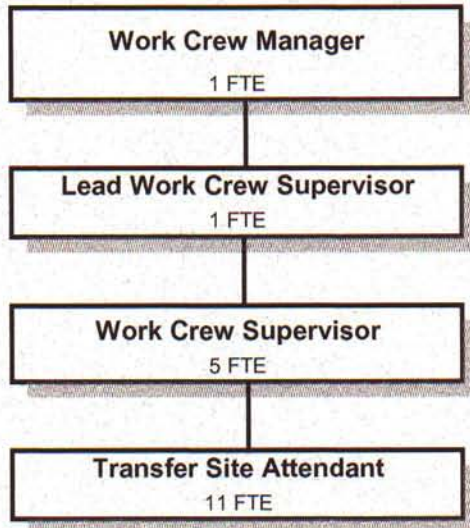 Work Crew Manager
1 FTE
Lead Work Crew Supervisor
1 FTE
Work Crew Supervisor
5 FTE
Transfer Site Attendant
11 FTE